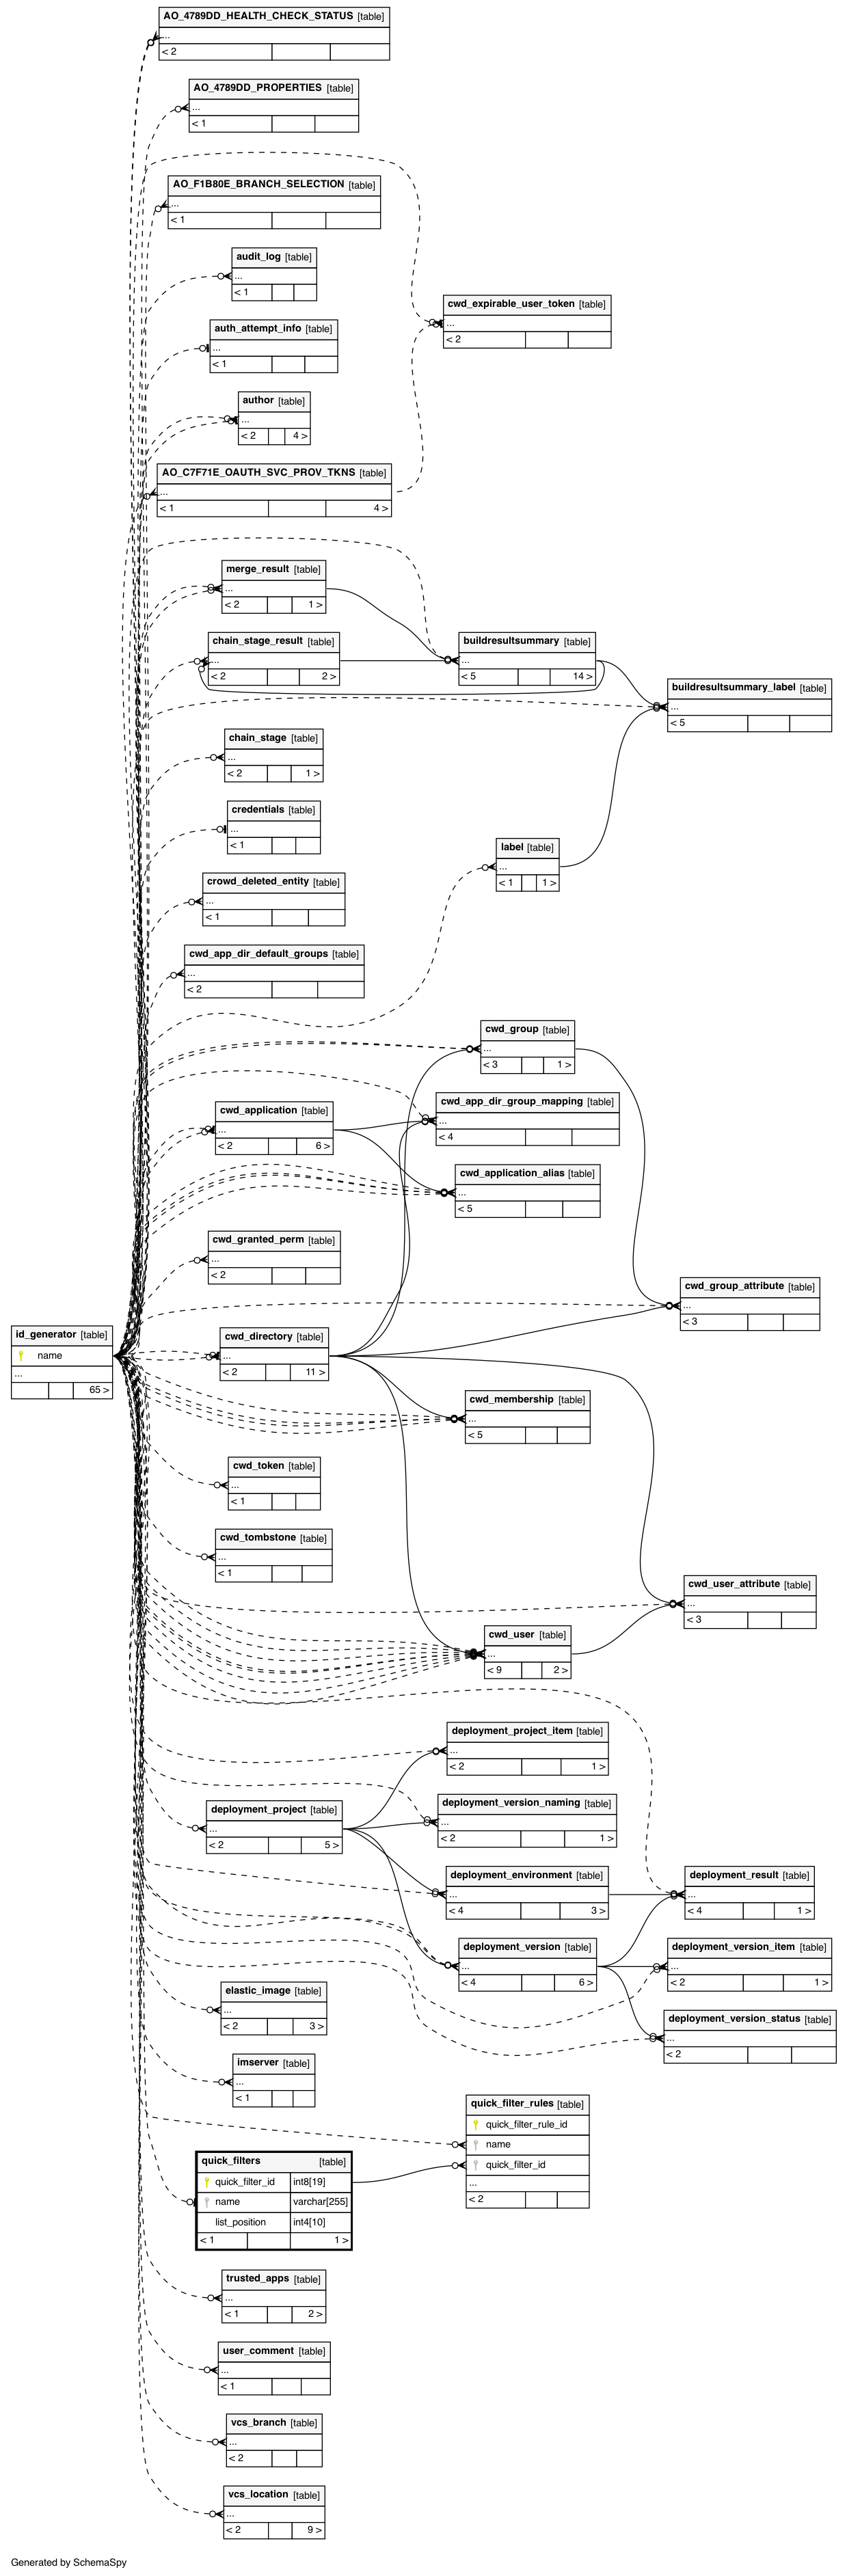 AO_4789DD_HEALTH_CHECK_STATUS [table]
...
< 2
AO_4789DD_PROPERTIES [table]
...
< 1
AO_F1B80E_BRANCH_SELECTION [table]
...
< 1
audit_log [table]
...
< 1
cwd_expirable_user_token [table]
...
< 2
auth_attempt_info [table]
...
< 1
author [table]
...
< 2 4 >
AO_C7F71E_OAUTH_SVC_PROV_TKNS [table]
...
< 1 4 >
merge_result [table]
...
< 2 1 >
chain_stage_result [table]
...
< 2 2 >
buildresultsummary [table]
...
< 5 14 >
buildresultsummary_label [table]
...
< 5
chain_stage [table]
...
< 2 1 >
credentials [table]
...
< 1
label [table]
...
< 1 1 >
crowd_deleted_entity [table]
...
< 1
cwd_app_dir_default_groups [table]
...
< 2
cwd_group [table]
...
< 3 1 >
cwd_app_dir_group_mapping [table]
...
< 4
cwd_application [table]
...
< 2 6 >
cwd_application_alias [table]
...
< 5
cwd_granted_perm [table]
...
< 2
cwd_group_attribute [table]
...
< 3
id_generator [table]
name
...
65 >
cwd_directory [table]
...
< 2 11 >
cwd_membership [table]
...
< 5
cwd_token [table]
...
< 1
cwd_tombstone [table]
...
< 1
cwd_user_attribute [table]
...
< 3
cwd_user [table]
...
< 9 2 >
deployment_project_item [table]
...
< 2 1 >
deployment_version_naming [table]
...
< 2 1 >
deployment_project [table]
...
< 2 5 >
deployment_environment [table]
...
< 4 3 >
deployment_result [table]
...
< 4 1 >
deployment_version [table]
...
< 4 6 >
deployment_version_item [table]
...
< 2 1 >
elastic_image [table]
...
< 2 3 >
deployment_version_status [table]
...
< 2
imserver [table]
...
< 1
quick_filter_rules [table]
quick_filter_rule_id
name
quick_filter_id
...
< 2
quick_filters [table]
quick_filter_id int8[19]
name varchar[255]
list_position int4[10]
< 1 1 >
trusted_apps [table]
...
< 1 2 >
user_comment [table]
...
< 1
vcs_branch [table]
...
< 2
vcs_location [table]
...
< 2 9 >
Generated by SchemaSpy